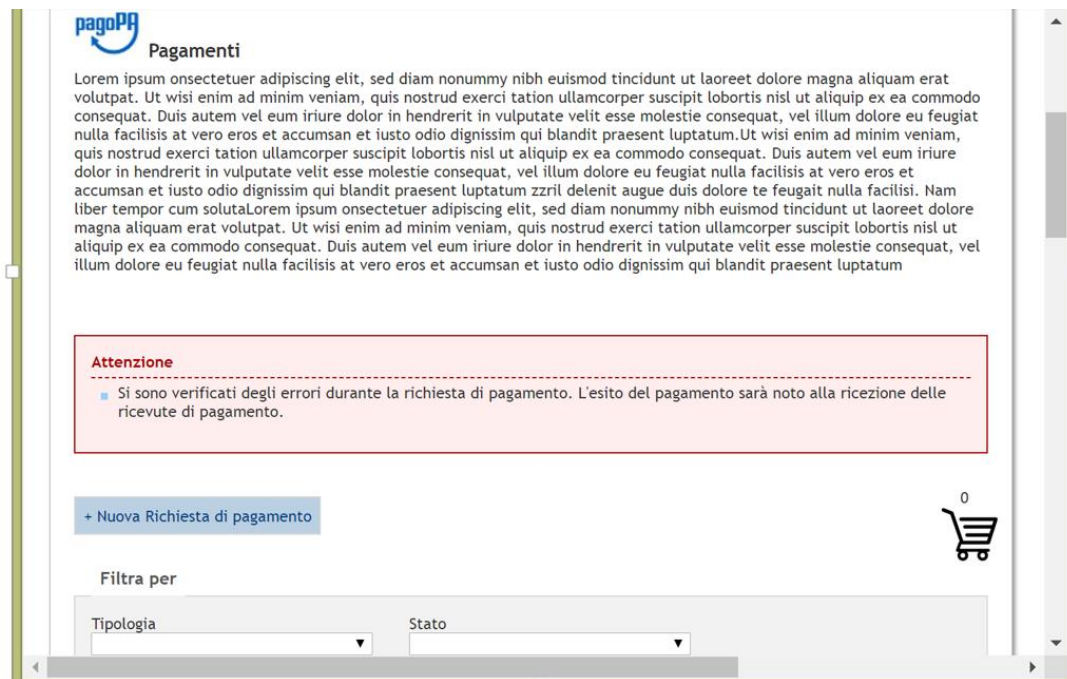 pagoPA
Pagamenti
Lorem ipsum onsectetuer adipiscing elit, sed diam nonummy nibh euismod tincidunt ut laoreet dolore magna aliquam erat
volutpat. Ut wisi enim ad minim veniam, quis nostrud exerci tation ullamcorper suscipit lobortis nisl ut aliquip ex ea commodo
consequat. Duis autem vel eum iriure dolor in hendrerit in vulputate velit esse molestie consequat, vel illum dolore eu feugiat
nulla facilisis at vero eros et accumsan et iusto odio dignissim qui blandit praesent luptatum.Ut wisi enim ad minim veniam,
quis nostrud exerci tation ullamcorper suscipit lobortis nisl ut aliquip ex ea commodo consequat. Duis autem vel eum iriure
dolor in hendrerit in vulputate velit esse molestie consequat, vel illum dolore eu feugiat nulla facilisis at vero eros et
accumsan et iusto odio dignissim qui blandit praesent luptatum zzril delenit augue duis dolore te feugait nulla facilisi. Nam
liber tempor cum solutaLorem ipsum onsectetuer adipiscing elit, sed diam nonummy nibh euismod tincidunt ut laoreet dolore
magna aliquam erat volutpat. Ut wisi enim ad minim veniam, quis nostrud exerci tation ullamcorper suscipit lobortis nisl ut
aliquip ex ea commodo consequat. Duis autem vel eum iriure dolor in hendrerit in vulputate velit esse molestie consequat, vel
illum dolore eu feugiat nulla facilisis at vero eros et accumsan et iusto odio dignissim qui blandit praesent luptatum
Attenzione
Si sono verificati degli errori durante la richiesta di pagamento. L'esito del pagamento sarà noto alla ricezione delle
ricevute di pagamento.
0
+ Nuova Richiesta di pagamento
Filtra per
Tipologia
Stato